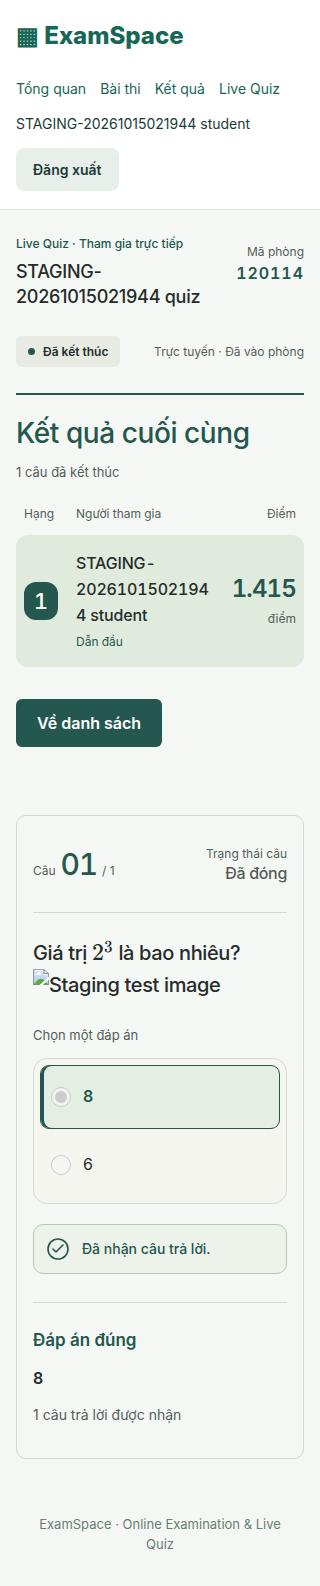 ExamSpace
Tổng quan Bài thi Kết quả Live Quiz
STAGING-20261015021944 student
Đăng xuất
Live Quiz · Tham gia trực tiếp
STAGING-
20261015021944 quiz
Mã phòng
120114
Đã kết thúc
Trực tuyến · Đã vào phòng
Kết quả cuối cùng
1 câu đã kết thúc
Hạng Người tham gia Điểm
1
STAGING-
2026101502194
4 student
Dẫn đầu
1.415
điểm
Về danh sách
Câu 01 / 1
Trạng thái câu
Đã đóng
Giá trị 2³ là bao nhiêu?
Staging test image
Chọn một đáp án
8
6
Đã nhận câu trả lời.
Đáp án đúng
8
1 câu trả lời được nhận
ExamSpace · Online Examination & Live
Quiz